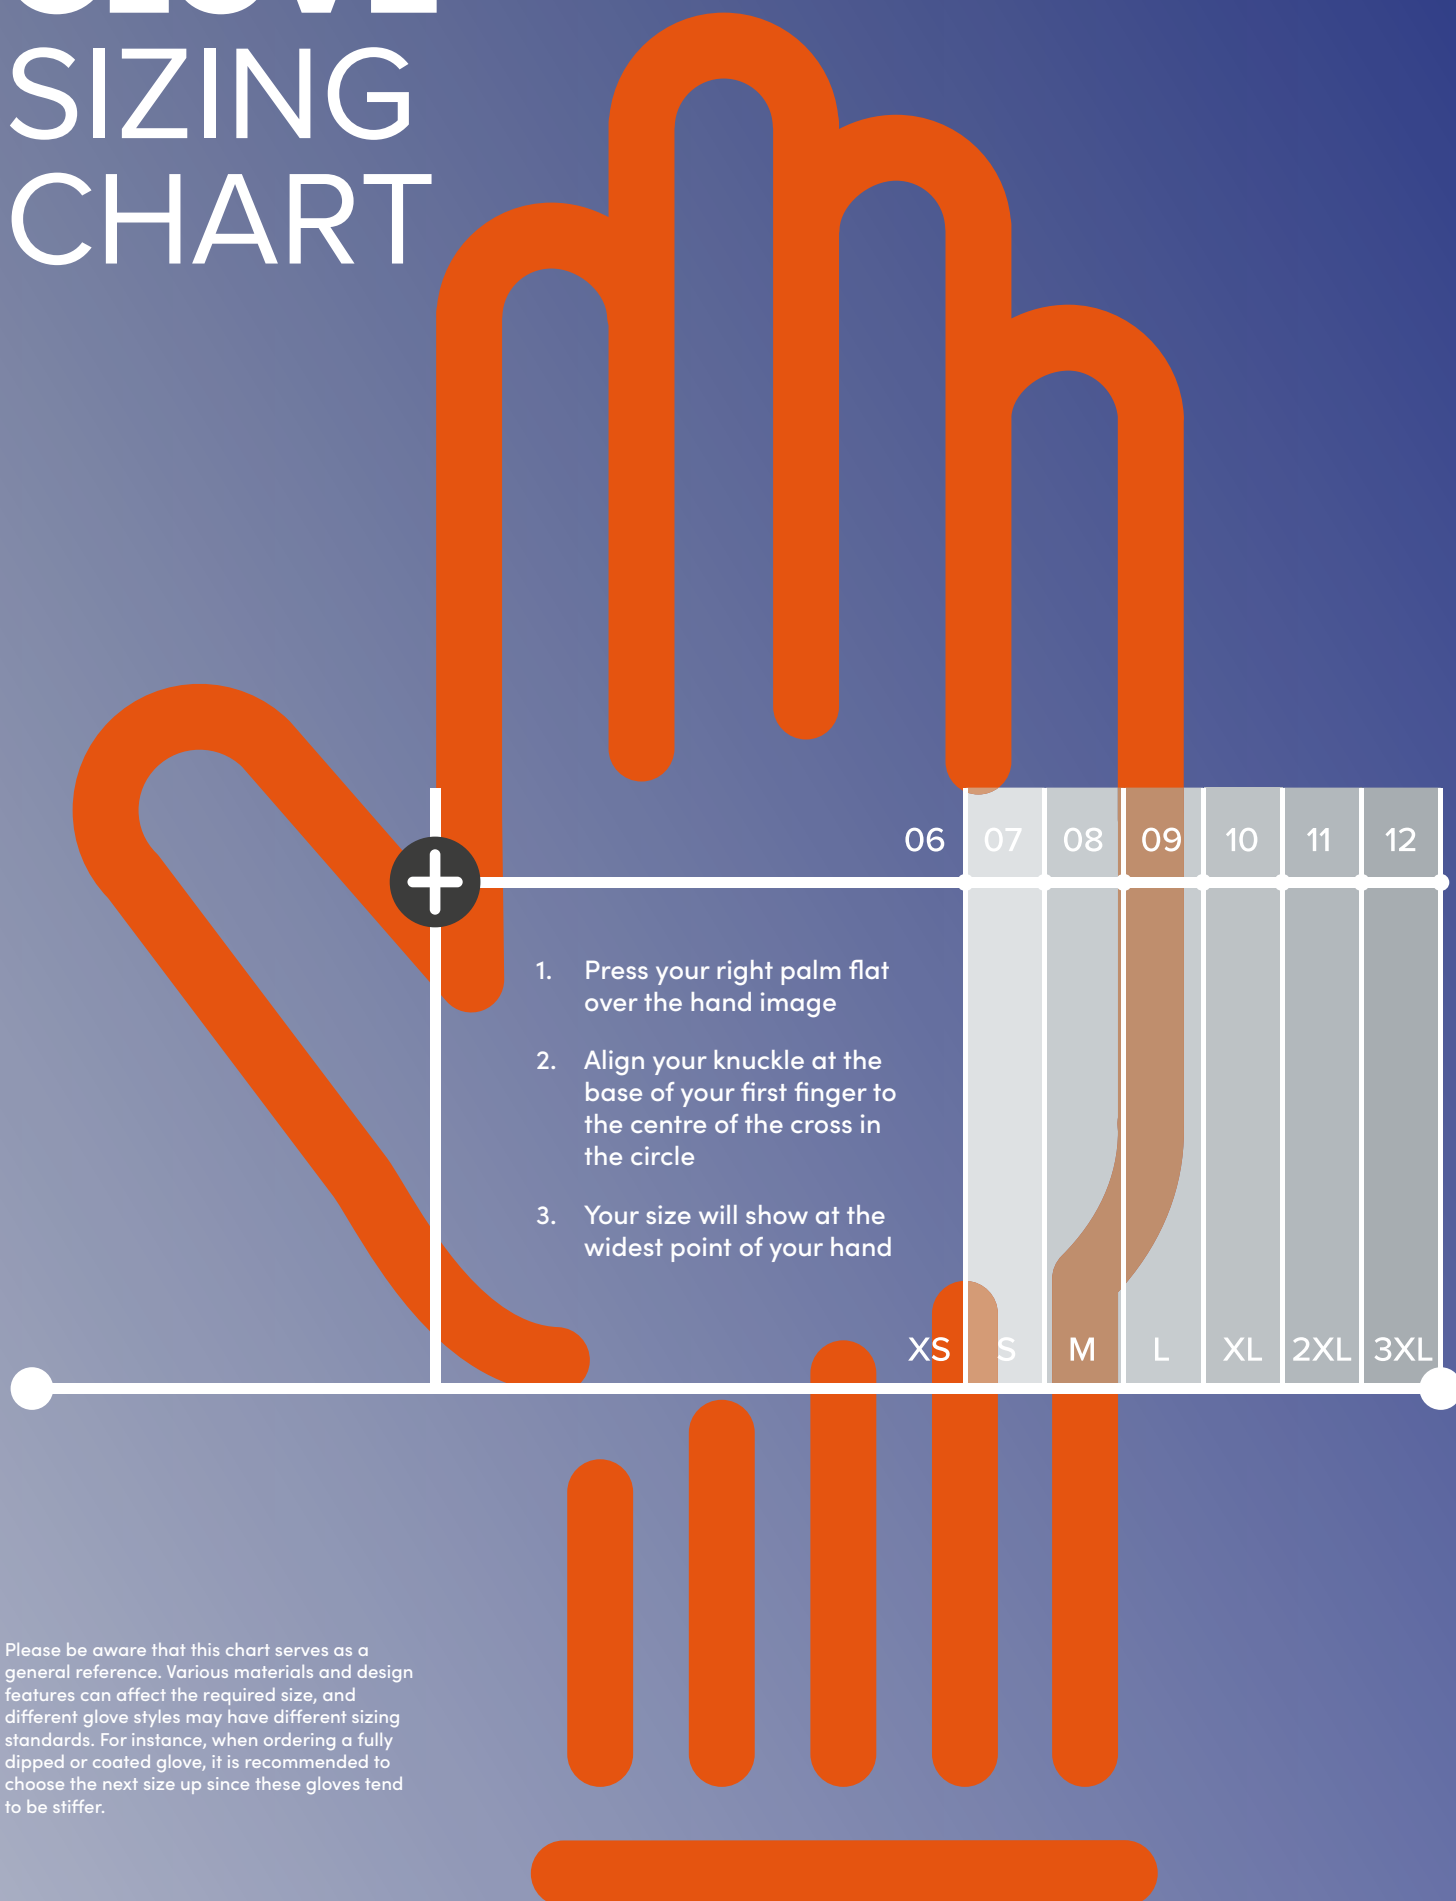 GLOVE
SIZING
CHART
06 07 08 09 10 11 12
1. Press your right palm flat
over the hand image
2. Align your knuckle at the
base of your first finger to
the centre of the cross in
the circle
3. Your size will show at the
widest point of your hand
XS S M L XL 2XL 3XL
Please be aware that this chart serves as a
general reference. Various materials and design
features can affect the required size, and
different glove styles may have different sizing
standards. For instance, when ordering a fully
dipped or coated glove, it is recommended to
choose the next size up since these gloves tend
to be stiffer.